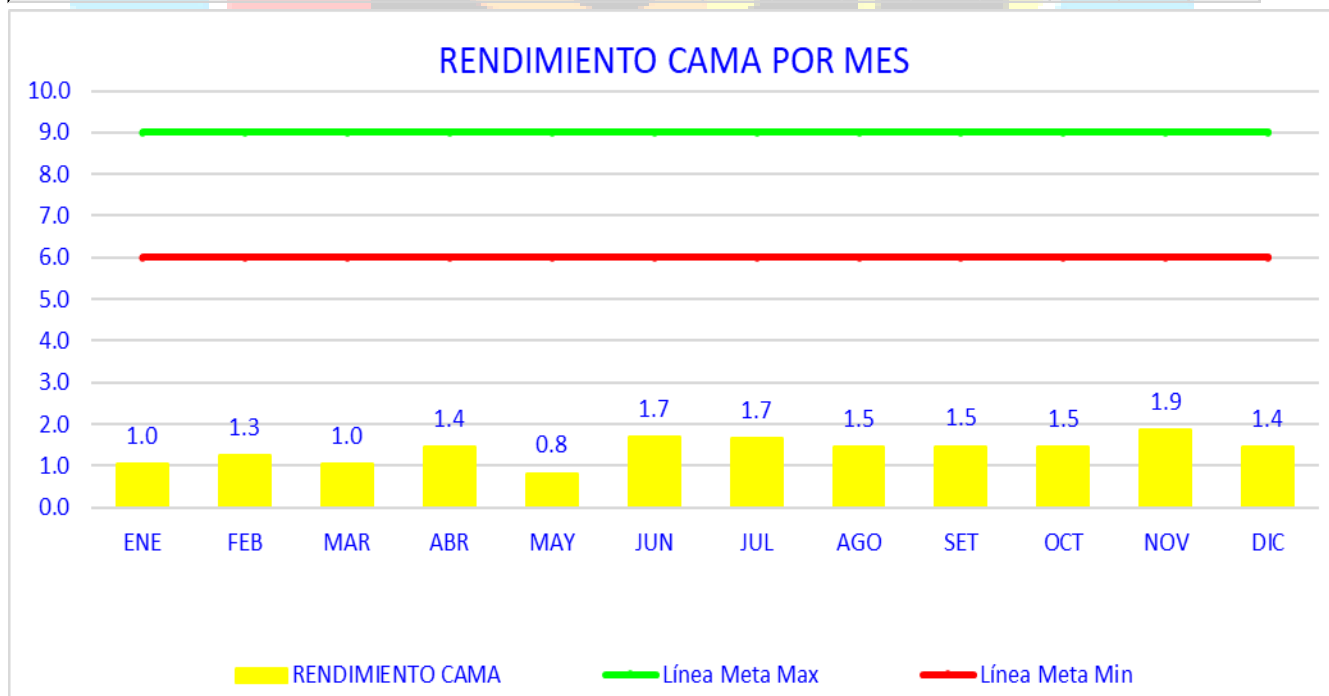 RENDIMIENTO CAMA POR MES
10.0
9.0
8.0
7.0
6.0
5.0
4.0
3.0
2.0
1.0
0.0
1.0 1.3 1.0 1.4 0.8 1.7 1.7 1.5 1.5 1.5 1.9 1.4
ENE FEB MAR ABR MAY JUN JUL AGO SET OCT NOV DIC
RENDIMIENTO CAMA Línea Meta Max Línea Meta Min